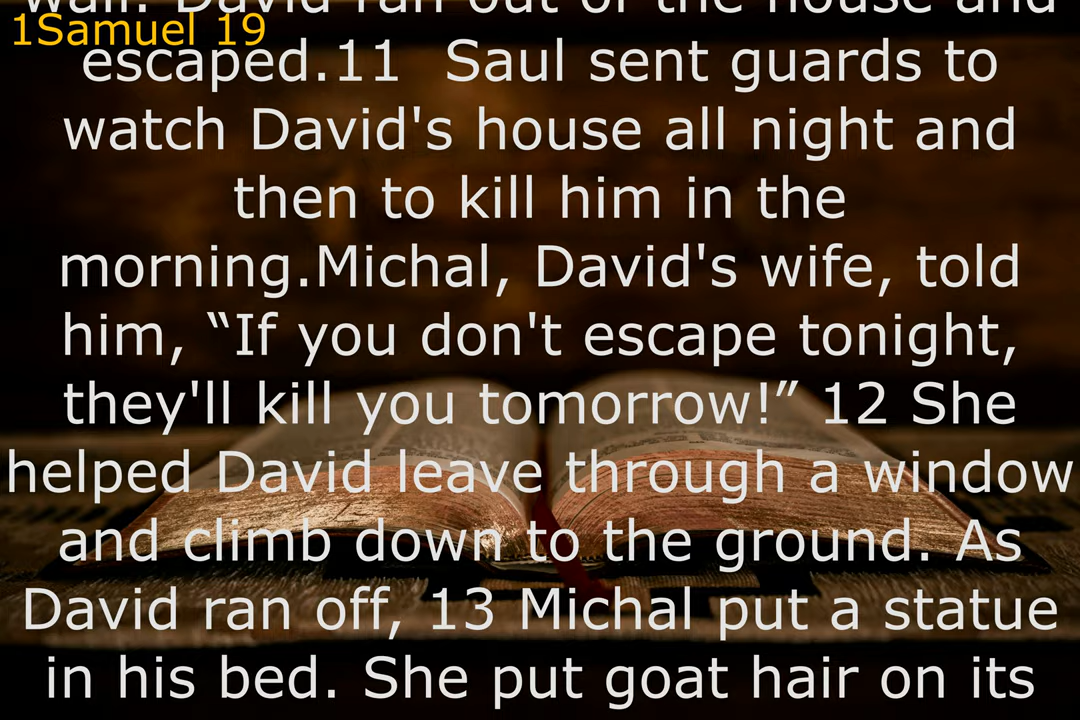 wall. David ran out of the house and
1Samuel 19
escaped.11 Saul sent guards to
watch David's house all night and
then to kill him in the
morning.Michal, David's wife, told
him, “If you don't escape tonight,
they'll kill you tomorrow!” 12 She
helped David leave through a window
and climb down to the ground. As
David ran off, 13 Michal put a statue
in his bed. She put goat hair on its